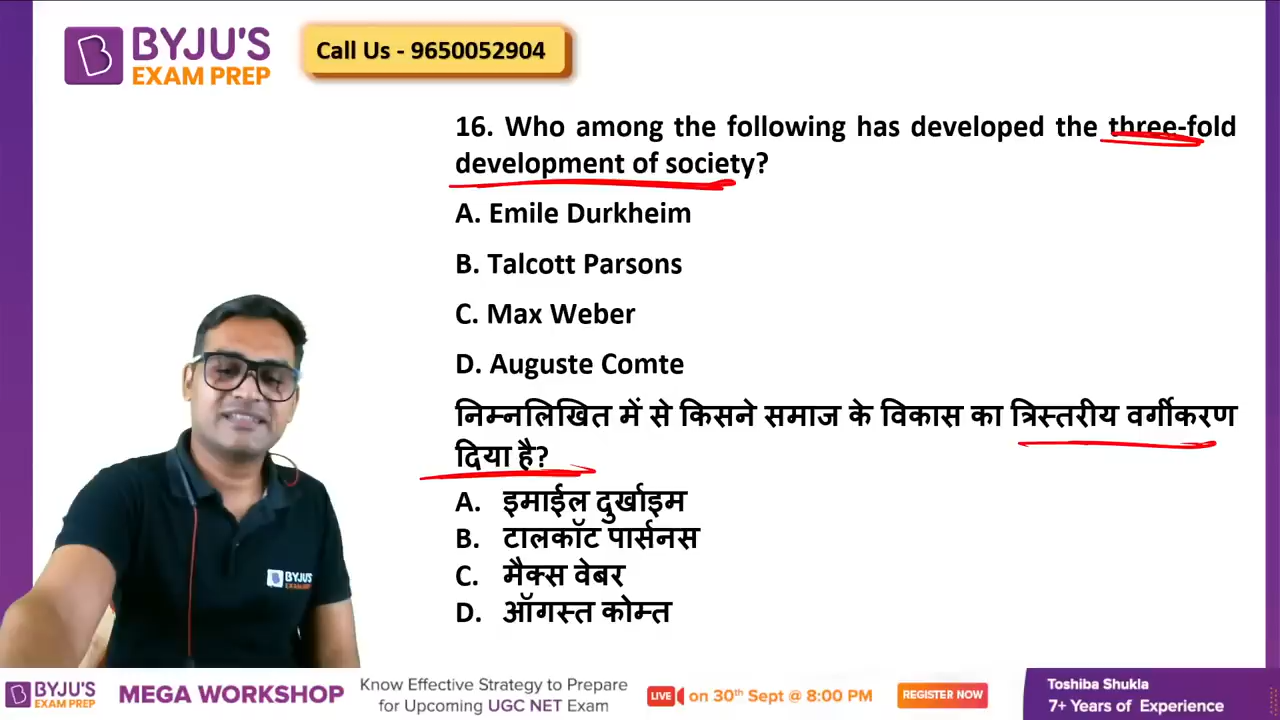 BYJU'S
EXAM PREP
Call Us - 9650052904
16. Who among the following has developed the three-fold
development of society?
A. Emile Durkheim
B. Talcott Parsons
C. Max Weber
D. Auguste Comte
निम्नलिखित में से किसने समाज के विकास का त्रिस्तरीय वर्गीकरण
दिया है?
A. इमाईल दुर्खाइम
B. टालकॉट पार्सनस
C. मैक्स वेबर
D. ऑगस्त कोम्त
BYJU'S
EXAM PREP
BYJU'S
EXAM PREP
MEGA WORKSHOP
Know Effective Strategy to Prepare
for Upcoming UGC NET Exam
LIVE on 30th Sept @ 8:00 PM
REGISTER NOW
Toshiba Shukla
7+ Years of Experience